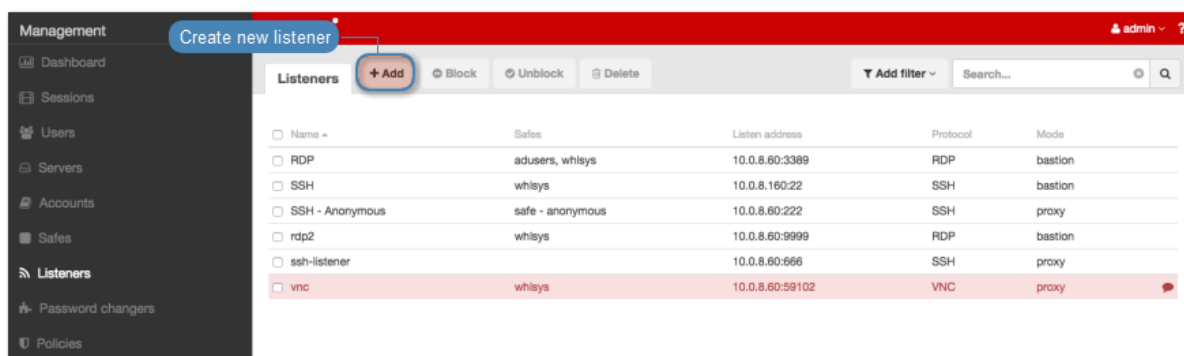 Management
Create new listener
admin
?
Dashboard
Sessions
Users
Servers
Accounts
Safes
Listeners
Password changers
Policies
Listeners + Add Block Unblock Delete Add filter Search...
Name Safes Listen address Protocol Mode
RDP adusers, whlsys 10.0.8.60:3389 RDP bastion
SSH whlsys 10.0.8.160:22 SSH bastion
SSH - Anonymous safe - anonymous 10.0.8.60:222 SSH proxy
rdp2 whlsys 10.0.8.60:9999 RDP bastion
ssh-listener 10.0.8.60:666 SSH proxy
vnc whlsys 10.0.8.60:59102 VNC proxy